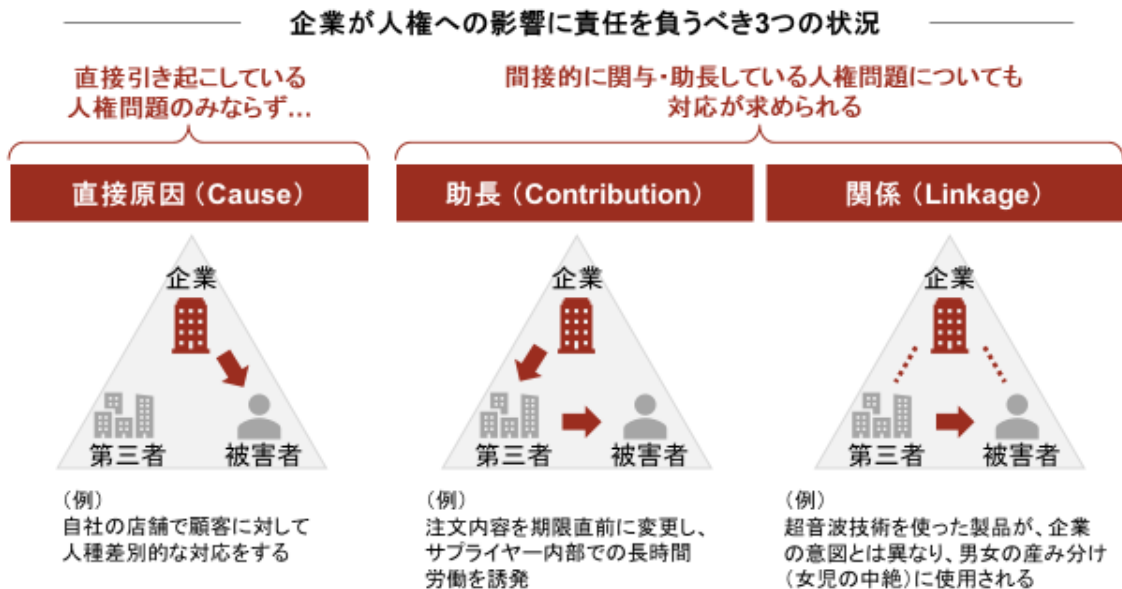 企業が人権への影響に責任を負うべき3つの状況
直接引き起こしている
人権問題のみならず…
間接的に関与・助長している人権問題についても
対応が求められる
直接原因（Cause）
助長（Contribution）
関係（Linkage）
企業
第三者
被害者
企業
第三者
被害者
企業
第三者
被害者
（例）
自社の店舗で顧客に対して
人種差別的な対応をする
（例）
注文内容を期限直前に変更し、
サプライヤー内部での長時間
労働を誘発
（例）
超音波技術を使った製品が、企業
の意図とは異なり、男女の産み分け
（女児の中絶）に使用される